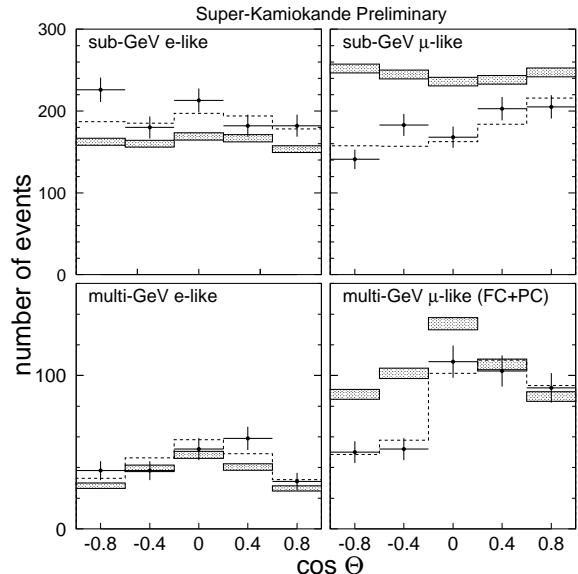 Super-Kamiokande Preliminary
sub-GeV e-like
sub-GeV μ-like
300
200
100
0
number of events
multi-GeV e-like
multi-GeV μ-like (FC+PC)
100
0
-0.8 -0.4 0 0.4 0.8
-0.8 -0.4 0 0.4 0.8
cos Θ